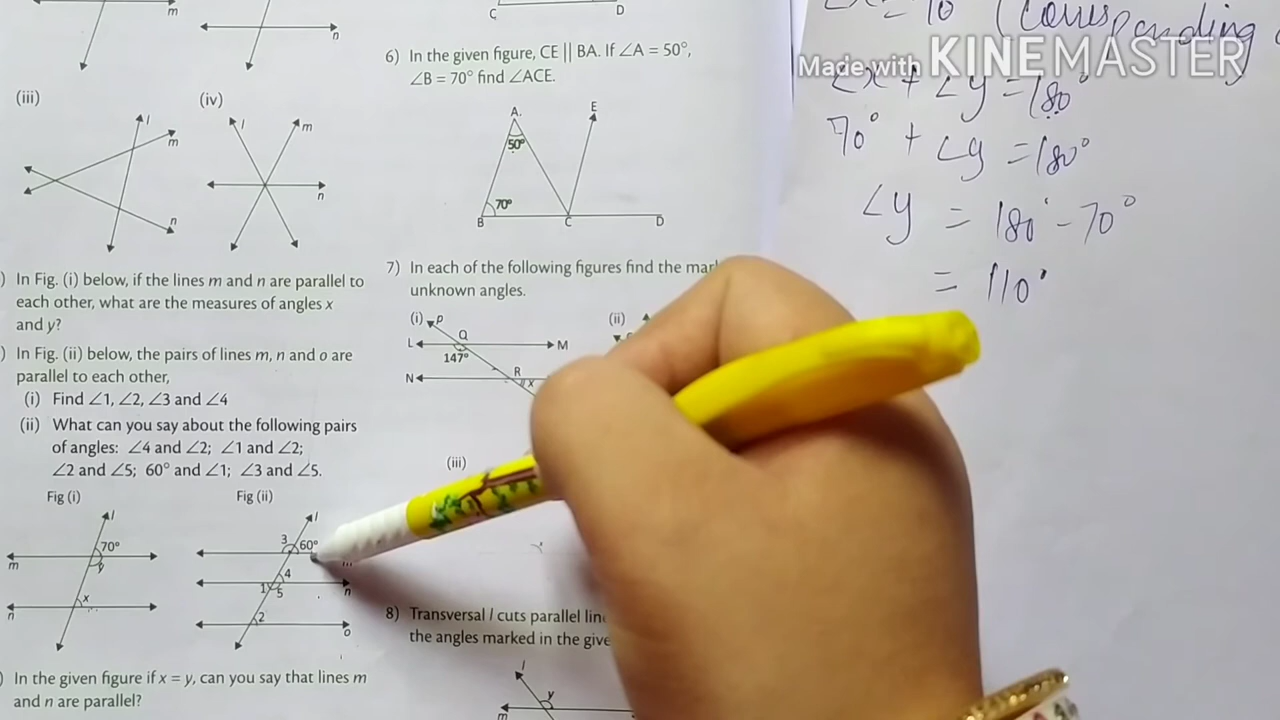 m
n
(iii)
(iv)
l
m
n
l
m
n
) In Fig. (i) below, if the lines m and n are parallel to
each other, what are the measures of angles x
and y?
) In Fig. (ii) below, the pairs of lines m, n and o are
parallel to each other,
(i) Find ∠1, ∠2, ∠3 and ∠4
(ii) What can you say about the following pairs
of angles: ∠4 and ∠2; ∠1 and ∠2;
∠2 and ∠5; 60° and ∠1; ∠3 and ∠5.
Fig (i)
Fig (ii)
l
70°
m
y
x
n
l
3
60°
4
1
5
n
2
o
) In the given figure if x = y, can you say that lines m
and n are parallel?
C
D
6) In the given figure, CE || BA. If ∠A = 50°,
∠B = 70° find ∠ACE.
A.
E
50°
70°
B
C
D
7) In each of the following figures find the
unknown angles.
(i)
P
(ii)
Q
L
M
147°
R
N
x
(iii)
8) Transversal l cuts parallel
the angles marked in the
l
y
m
= 70° (Corresponding
Made with KINEMASTER
∠x + ∠y = 180°
70° + ∠y = 180°
∠y = 180° - 70°
= 110°